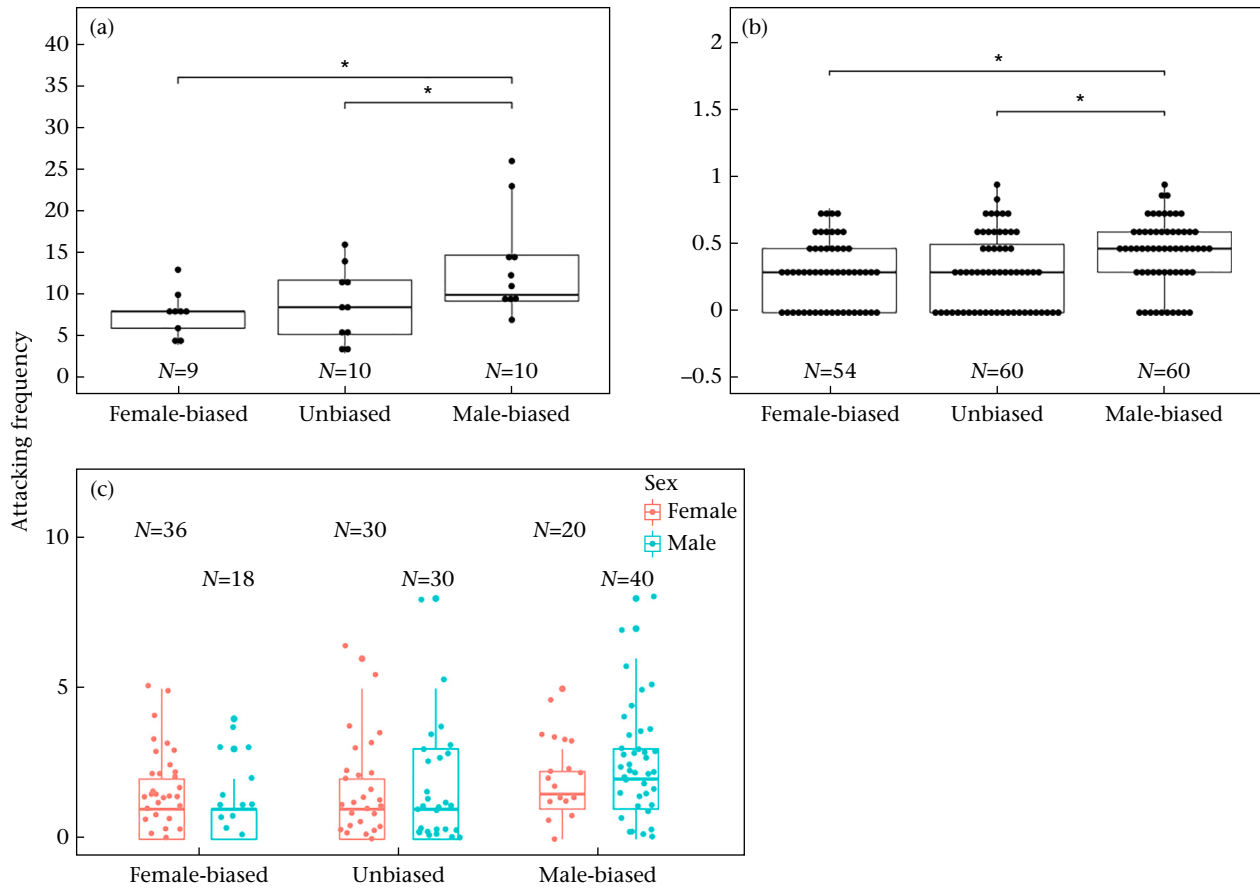 Attacking frequency
(a)
40
35
30
25
20
15
10
5
0
*
*
N=9 N=10 N=10
Female-biased Unbiased Male-biased
(b)
2
1.5
1
0.5
0
–0.5
*
*
N=54 N=60 N=60
Female-biased Unbiased Male-biased
(c)
Sex
Female
Male
10
5
0
N=36 N=30 N=20
N=18 N=30 N=40
Female-biased Unbiased Male-biased